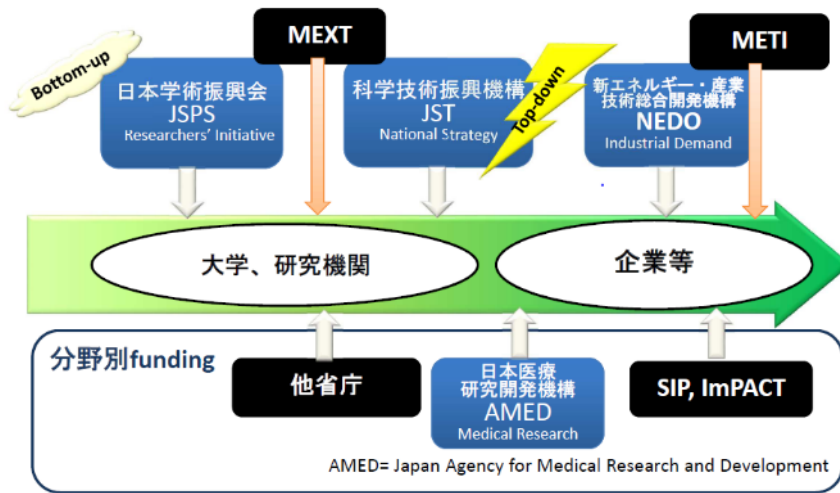 Bottom-up
MEXT
METI
日本学術振興会
JSPS
Researchers' Initiative
科学技術振興機構
JST
National Strategy
Top-down
新エネルギー・産業
技術総合開発機構
NEDO
Industrial Demand
大学、研究機関
企業等
分野別funding
他省庁
日本医療
研究開発機構
AMED
Medical Research
SIP, ImPACT
AMED= Japan Agency for Medical Research and Development